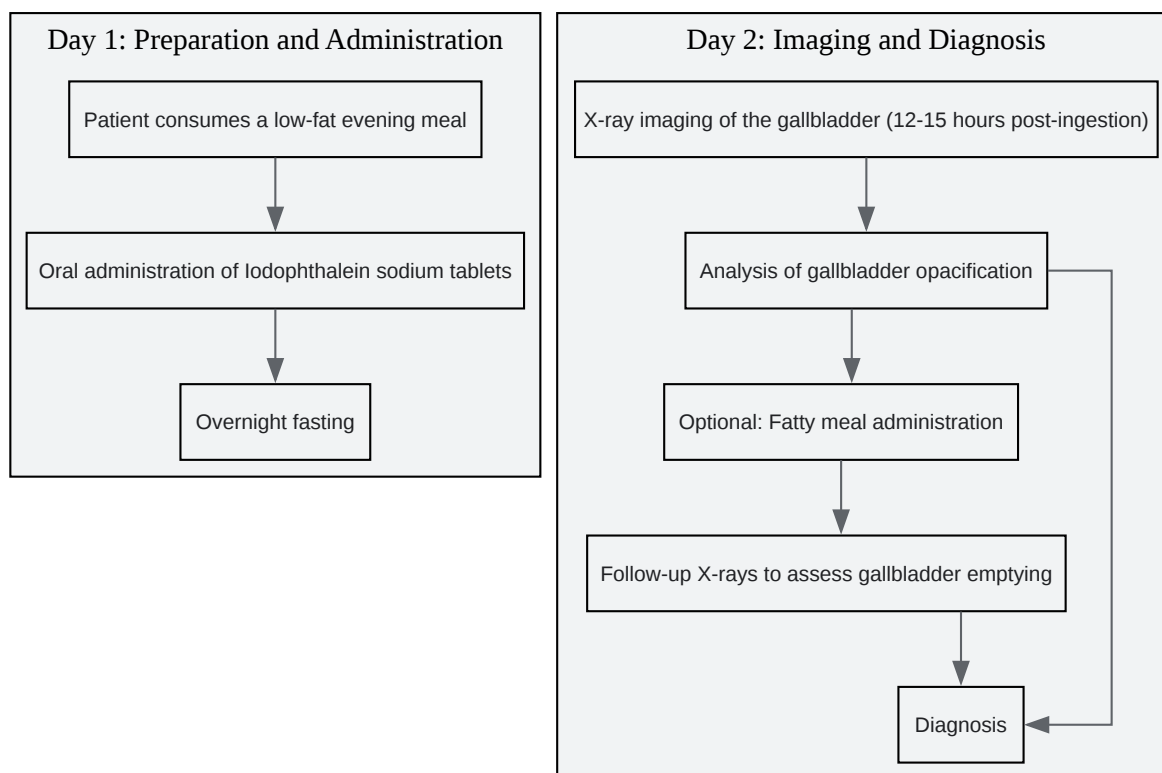 Day 1: Preparation and Administration
Patient consumes a low-fat evening meal
Oral administration of Iodophthalein sodium tablets
Overnight fasting
Day 2: Imaging and Diagnosis
X-ray imaging of the gallbladder (12-15 hours post-ingestion)
Analysis of gallbladder opacification
Optional: Fatty meal administration
Follow-up X-rays to assess gallbladder emptying
Diagnosis